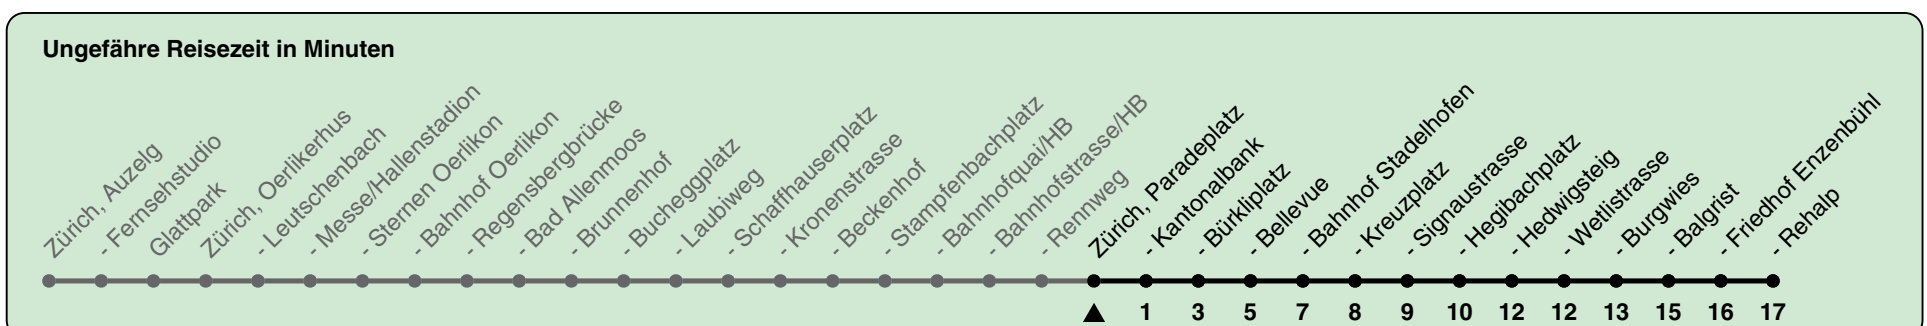 Ungefähre Reisezeit in Minuten
Zürich, Auzelg
- Fernsehstudio
Glattpark
Zürich, Oerlikerhus
- Leutschenbach
- Messe/Hallenstadion
- Sternen Oerlikon
- Bahnhof Oerlikon
- Regensbergbrücke
- Bad Allenmoos
- Brunnenhof
- Bucheggplatz
- Laubiweg
- Schaffhauserplatz
- Kronenstrasse
- Beckenhof
- Stampfenbachplatz
- Bahnhofquai/HB
- Bahnhofstrasse/HB
- Rennweg
Zürich, Paradeplatz
- Kantonalbank
- Bürkliplatz
- Bellevue
- Bahnhof Stadelhofen
- Kreuzplatz
- Signaustrasse
- Hegibachplatz
- Hedwigsteig
- Wetlistrasse
- Burgwies
- Balgrist
- Friedhof Enzenbühl
- Rehalp
1 3 5 7 8 9 10 12 12 13 15 16 17